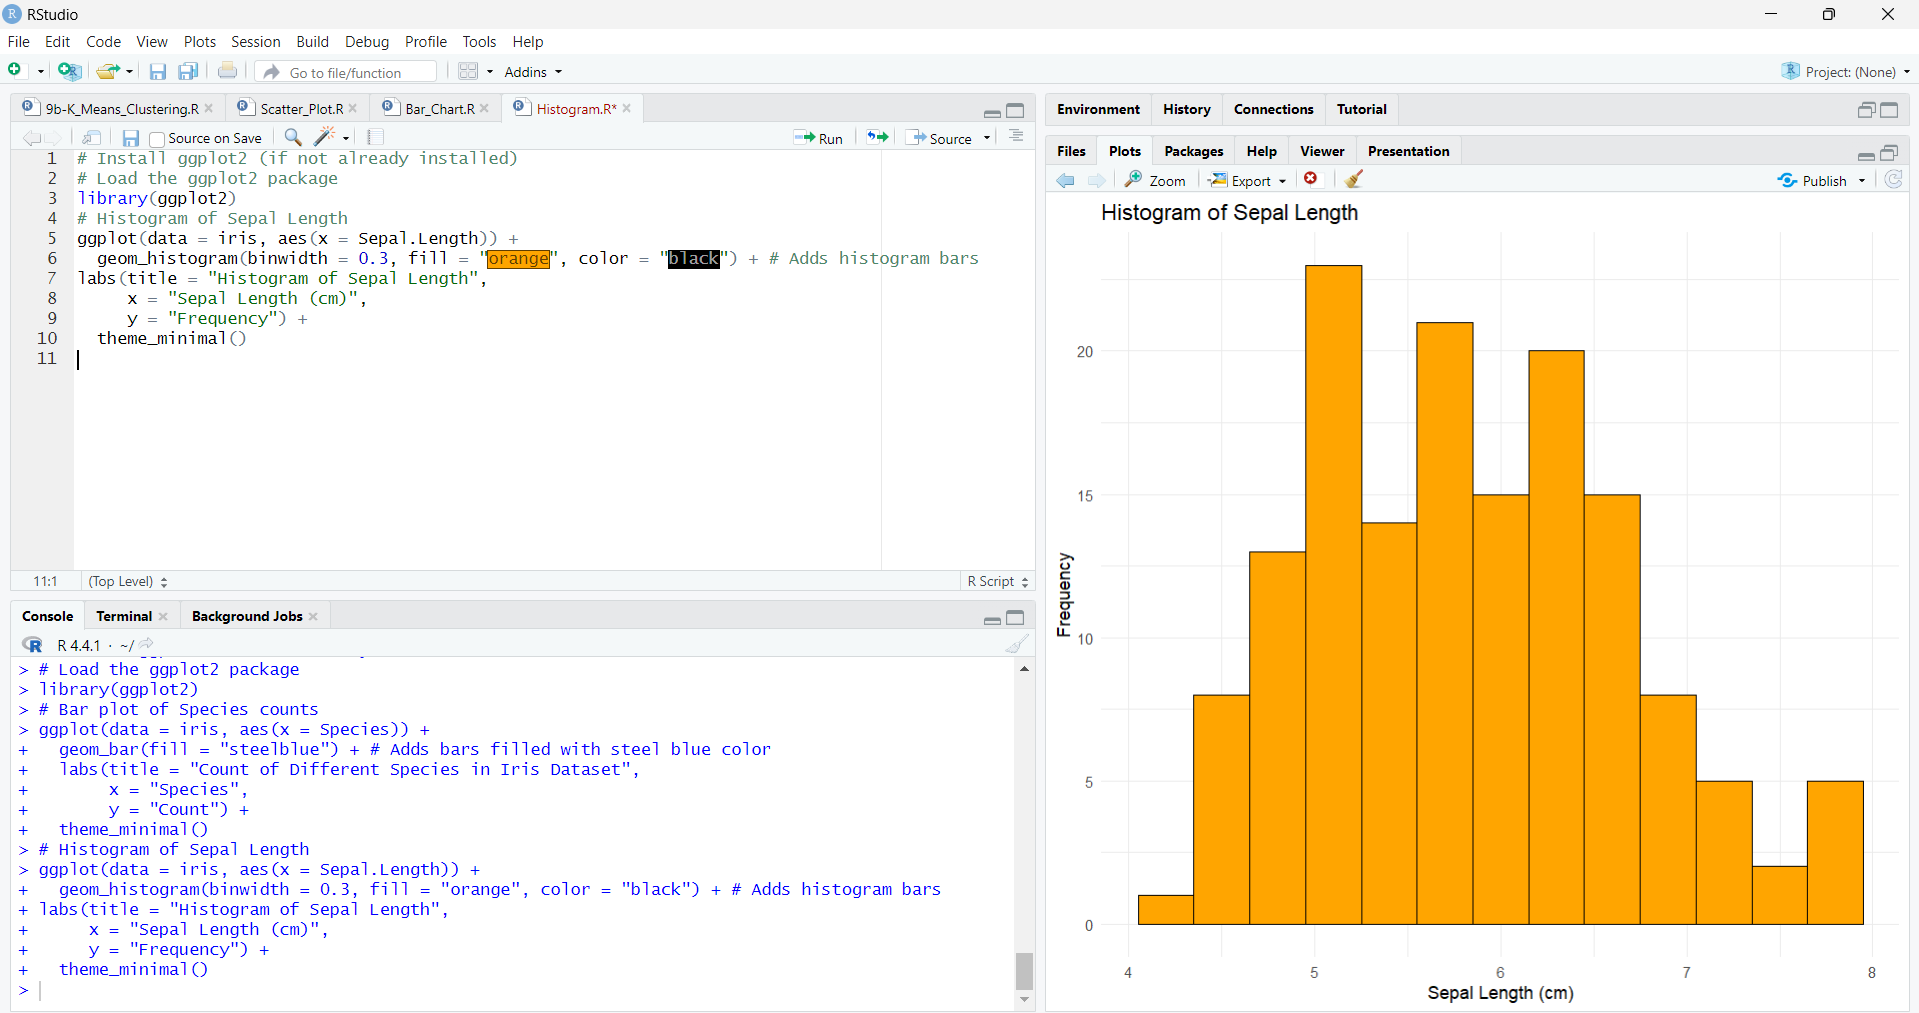 RStudio
File Edit Code View Plots Session Build Debug Profile Tools Help
Go to file/function Addins Project: (None)
9b-K_Means_Clustering.R Scatter_Plot.R Bar_Chart.R Histogram.R*
Source on Save Run Source
1 # Install ggplot2 (if not already installed)
2 # Load the ggplot2 package
3 library(ggplot2)
4 # Histogram of Sepal Length
5 ggplot(data = iris, aes(x = Sepal.Length)) +
6 geom_histogram(binwidth = 0.3, fill = "orange", color = "black") + # Adds histogram bars
7 labs(title = "Histogram of Sepal Length",
8 x = "Sepal Length (cm)",
9 y = "Frequency") +
10 theme_minimal()
11
11:1 (Top Level) R Script
Console Terminal Background Jobs
R 4.4.1 · ~/
> # Load the ggplot2 package
> library(ggplot2)
> # Bar plot of Species counts
> ggplot(data = iris, aes(x = Species)) +
+ geom_bar(fill = "steelblue") + # Adds bars filled with steel blue color
+ labs(title = "Count of Different Species in Iris Dataset",
+ x = "Species",
+ y = "Count") +
+ theme_minimal()
> # Histogram of Sepal Length
> ggplot(data = iris, aes(x = Sepal.Length)) +
+ geom_histogram(binwidth = 0.3, fill = "orange", color = "black") + # Adds histogram bars
+ labs(title = "Histogram of Sepal Length",
+ x = "Sepal Length (cm)",
+ y = "Frequency") +
+ theme_minimal()
>
Environment History Connections Tutorial
Files Plots Packages Help Viewer Presentation
Zoom Export Publish
Histogram of Sepal Length
20
15
10
5
0
Frequency
4 5 6 7 8
Sepal Length (cm)